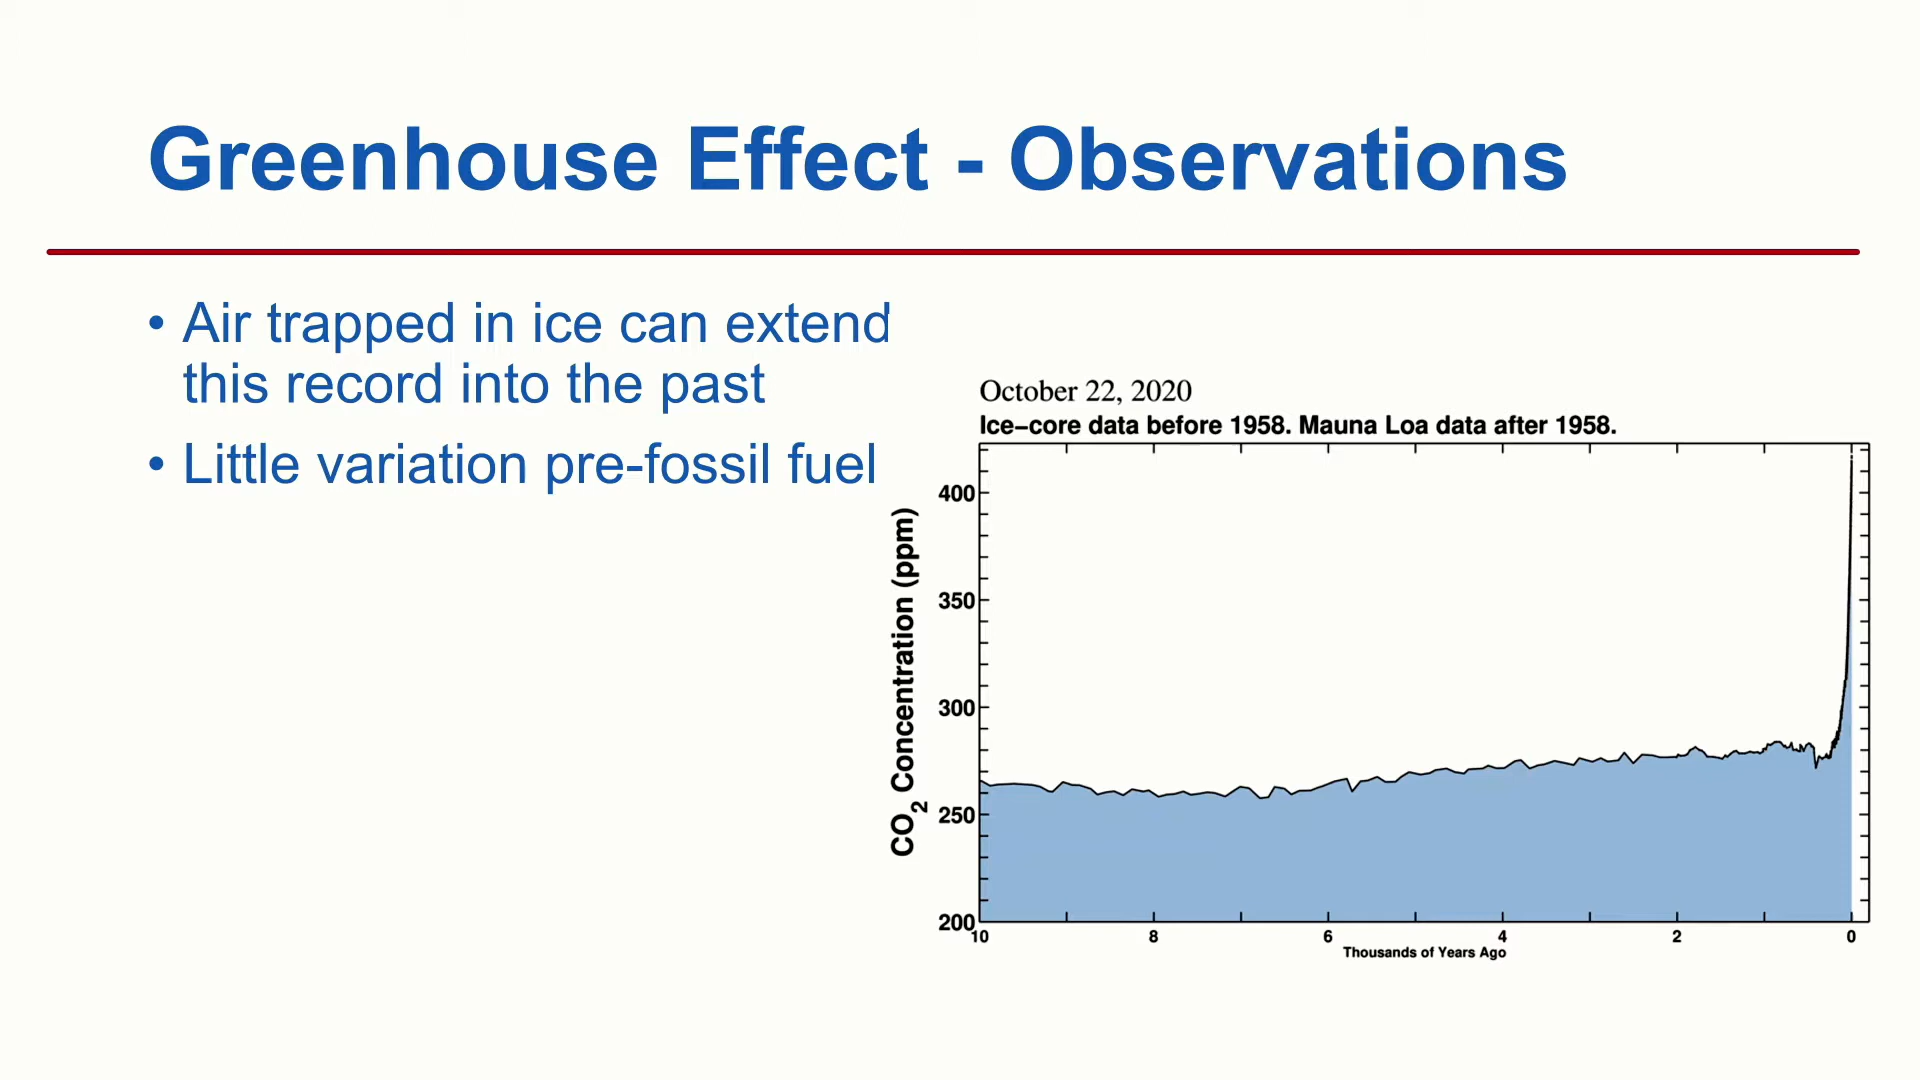 Greenhouse Effect - Observations
• Air trapped in ice can extend
this record into the past
• Little variation pre-fossil fuel
October 22, 2020
Ice–core data before 1958. Mauna Loa data after 1958.
CO2 Concentration (ppm)
400
350
300
250
200
10 8 6 4 2 0
Thousands of Years Ago